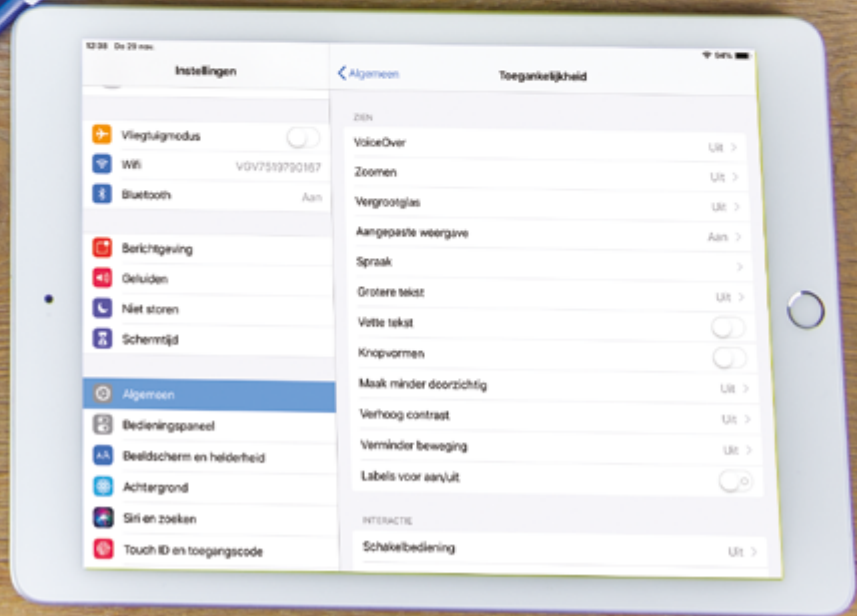 12:38 Do 29 nov.
94%
Instellingen
Algemeen
Toegankelijkheid
Vliegtuigmodus
Wifi VGV7519790167
Bluetooth Aan
Berichtgeving
Geluiden
Niet storen
Schermtijd
Algemeen
Bedieningspaneel
AA Beeldscherm en helderheid
Achtergrond
Siri en zoeken
Touch ID en toegangscode
ZIEN
VoiceOver Uit
Zoomen Uit
Vergrootglas Uit
Aangepaste weergave Aan
Spraak
Grotere tekst Uit
Vette tekst
Knopvormen
Maak minder doorzichtig Uit
Verhoog contrast Uit
Verminder beweging Uit
Labels voor aan/uit
INTERACTIE
Schakelbediening Uit